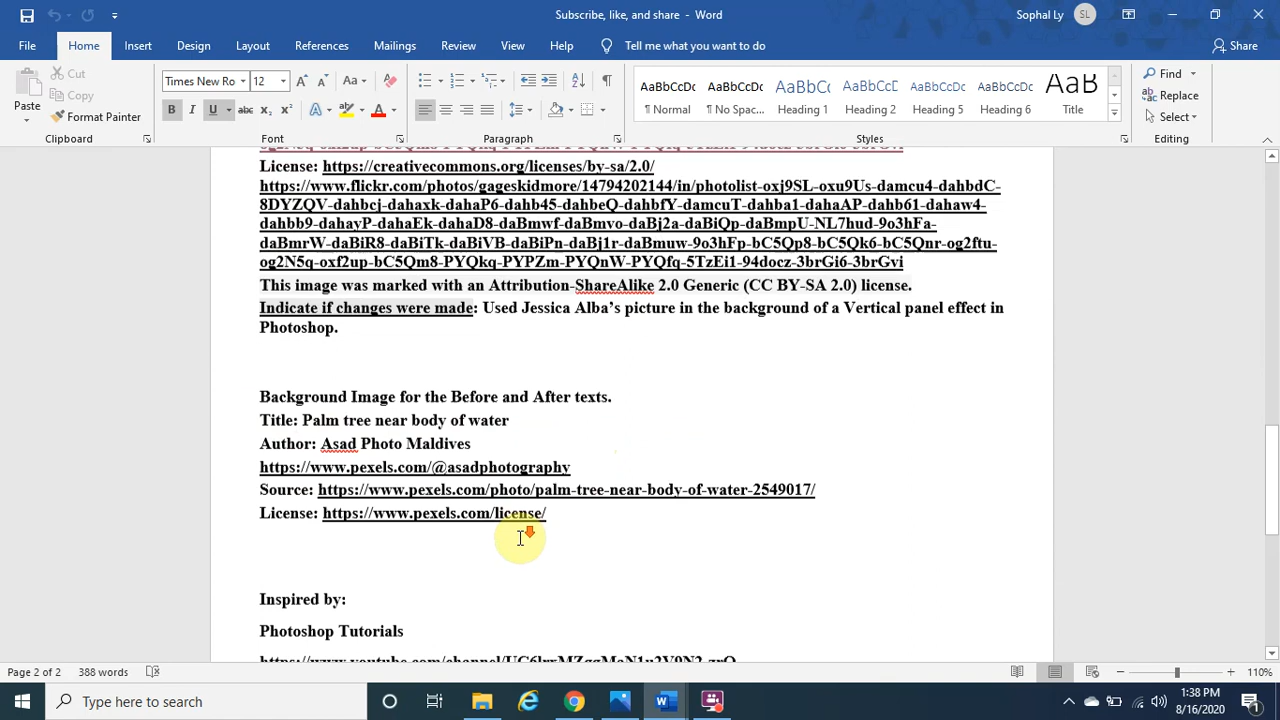 Subscribe, like, and share - Word
Sophal Ly
SL
File
Home
Insert
Design
Layout
References
Mailings
Review
View
Help
Tell me what you want to do
Share
Paste
Cut
Copy
Format Painter
Clipboard
Times New Ro
12
Aa
B I U abc x₂ x²
A
A
Font
Paragraph
AaBbCcDc
¶ Normal
AaBbCcDc
¶ No Spac...
AaBbCc
Heading 1
AaBbCcD
Heading 2
AaBbCcD
Heading 5
AaBbCcD
Heading 6
AaB
Title
Styles
Find
Replace
Select
Editing
License: https://creativecommons.org/licenses/by-sa/2.0/
https://www.flickr.com/photos/gageskidmore/14794202144/in/photolist-oxj9SL-oxu9Us-damcu4-dahbdC-
8DYZQV-dahbcj-dahaxk-dahaP6-dahb45-dahbeQ-dahbfY-damcuT-dahba1-dahaAP-dahb61-dahaw4-
dahbb9-dahayP-dahaEk-dahaD8-daBmwf-daBmvo-daBj2a-daBiQp-daBmpU-NL7hud-9o3hFa-
daBmrW-daBiR8-daBiTk-daBiVB-daBiPn-daBj1r-daBmuw-9o3hFp-bC5Qp8-bC5Qk6-bC5Qnr-og2ftu-
og2N5q-oxf2up-bC5Qm8-PYQkq-PYPZm-PYQnW-PYQfq-5TzEi1-94docz-3brGi6-3brGvi
This image was marked with an Attribution-ShareAlike 2.0 Generic (CC BY-SA 2.0) license.
Indicate if changes were made: Used Jessica Alba’s picture in the background of a Vertical panel effect in
Photoshop.
Background Image for the Before and After texts.
Title: Palm tree near body of water
Author: Asad Photo Maldives
https://www.pexels.com/@asadphotography
Source: https://www.pexels.com/photo/palm-tree-near-body-of-water-2549017/
License: https://www.pexels.com/license/
Inspired by:
Photoshop Tutorials
Page 2 of 2
388 words
110%
Type here to search
1:38 PM
8/16/2020